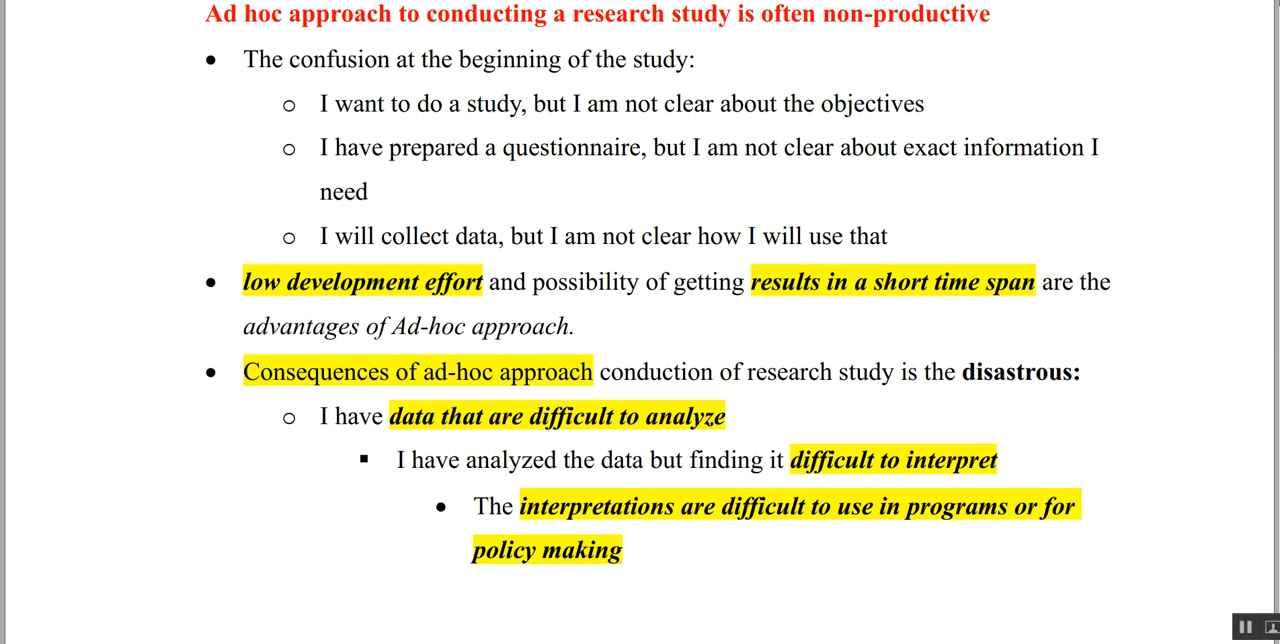 Ad hoc approach to conducting a research study is often non-productive
● The confusion at the beginning of the study:
o I want to do a study, but I am not clear about the objectives
o I have prepared a questionnaire, but I am not clear about exact information I
need
o I will collect data, but I am not clear how I will use that
● low development effort and possibility of getting results in a short time span are the
advantages of Ad-hoc approach.
● Consequences of ad-hoc approach conduction of research study is the disastrous:
o I have data that are difficult to analyze
▪ I have analyzed the data but finding it difficult to interpret
● The interpretations are difficult to use in programs or for
policy making